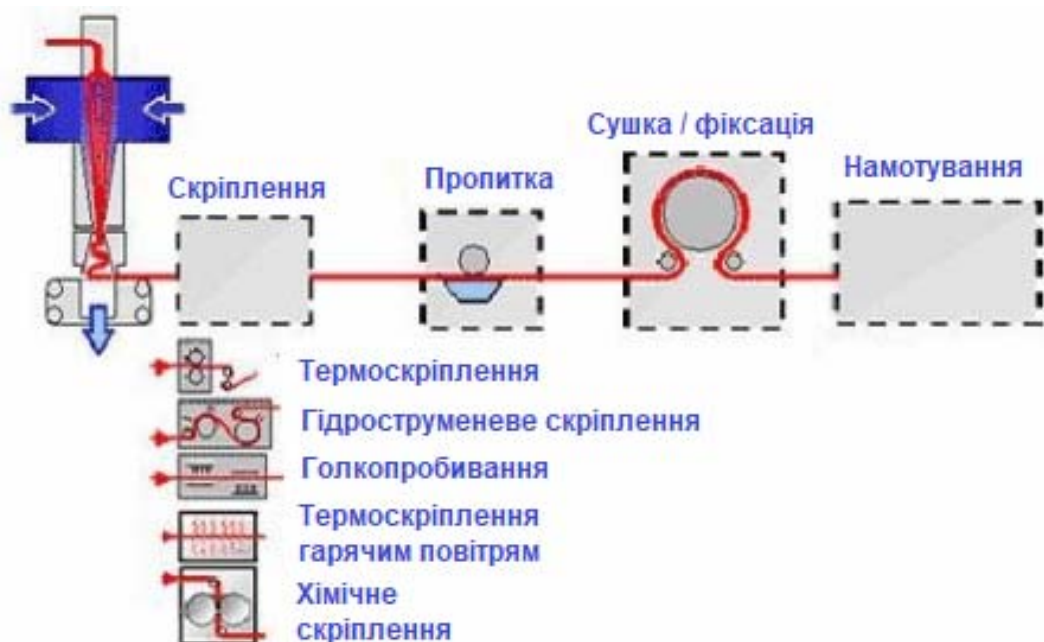 Сушка / фіксація
Скріплення
Пропитка
Намотування
Термоскріплення
Гідроструменеве скріплення
Голкопробивання
Термоскріплення
гарячим повітрям
Хімічне
скріплення